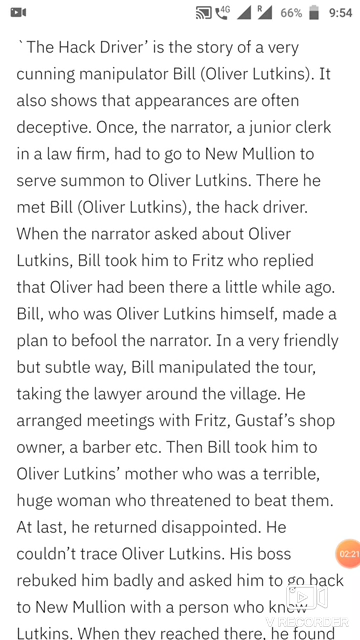 4G R 66% 9:54
`The Hack Driver’ is the story of a very
cunning manipulator Bill (Oliver Lutkins). It
also shows that appearances are often
deceptive. Once, the narrator, a junior clerk
in a law firm, had to go to New Mullion to
serve summon to Oliver Lutkins. There he
met Bill (Oliver Lutkins), the hack driver.
When the narrator asked about Oliver
Lutkins, Bill took him to Fritz who replied
that Oliver had been there a little while ago.
Bill, who was Oliver Lutkins himself, made a
plan to befool the narrator. In a very friendly
but subtle way, Bill manipulated the tour,
taking the lawyer around the village. He
arranged meetings with Fritz, Gustaf’s shop
owner, a barber etc. Then Bill took him to
Oliver Lutkins’ mother who was a terrible,
huge woman who threatened to beat them.
At last, he returned disappointed. He
couldn’t trace Oliver Lutkins. His boss
02:21
rebuked him badly and asked him to go back
to New Mullion with a person who knew
V RECORDER
Lutkins. When they reached there, he found